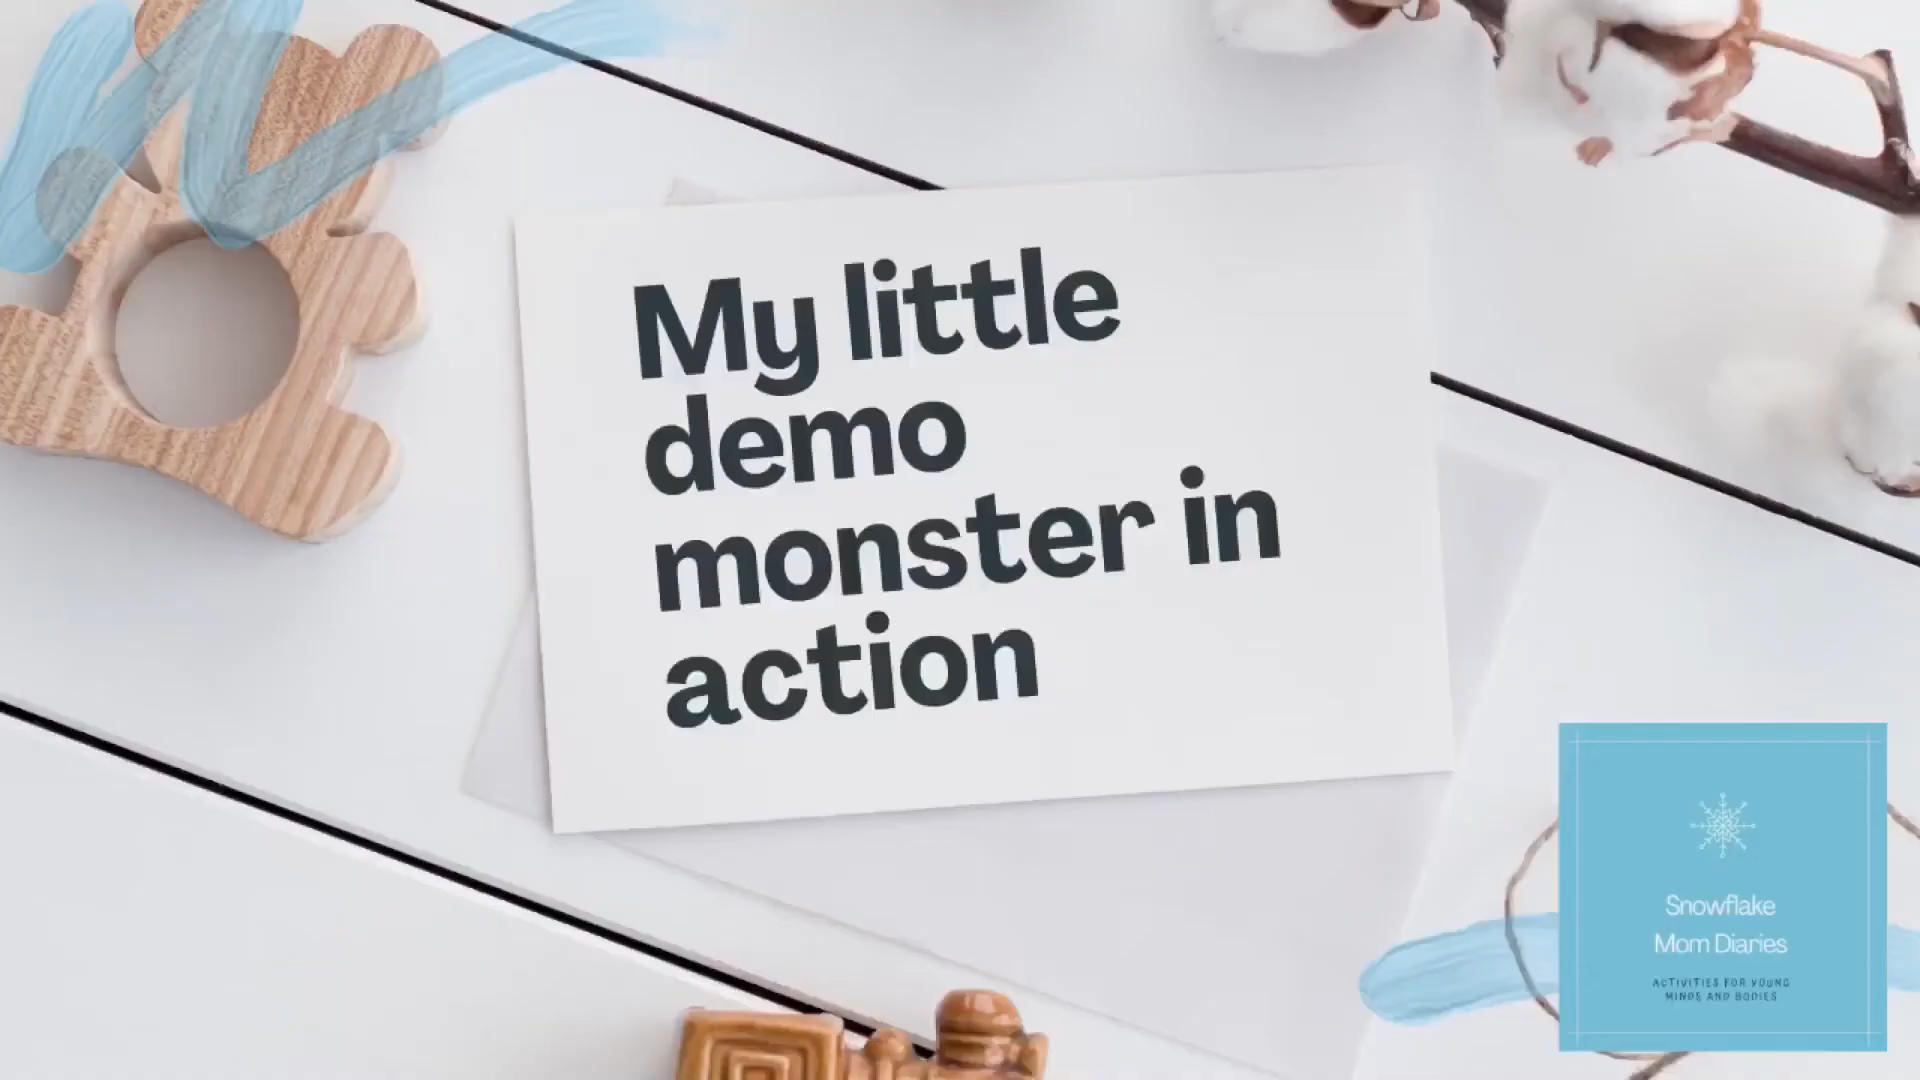 My little
demo
monster in
action
Snowflake
Mom Diaries
ACTIVITIES FOR YOUNG
MINDS AND BODIES